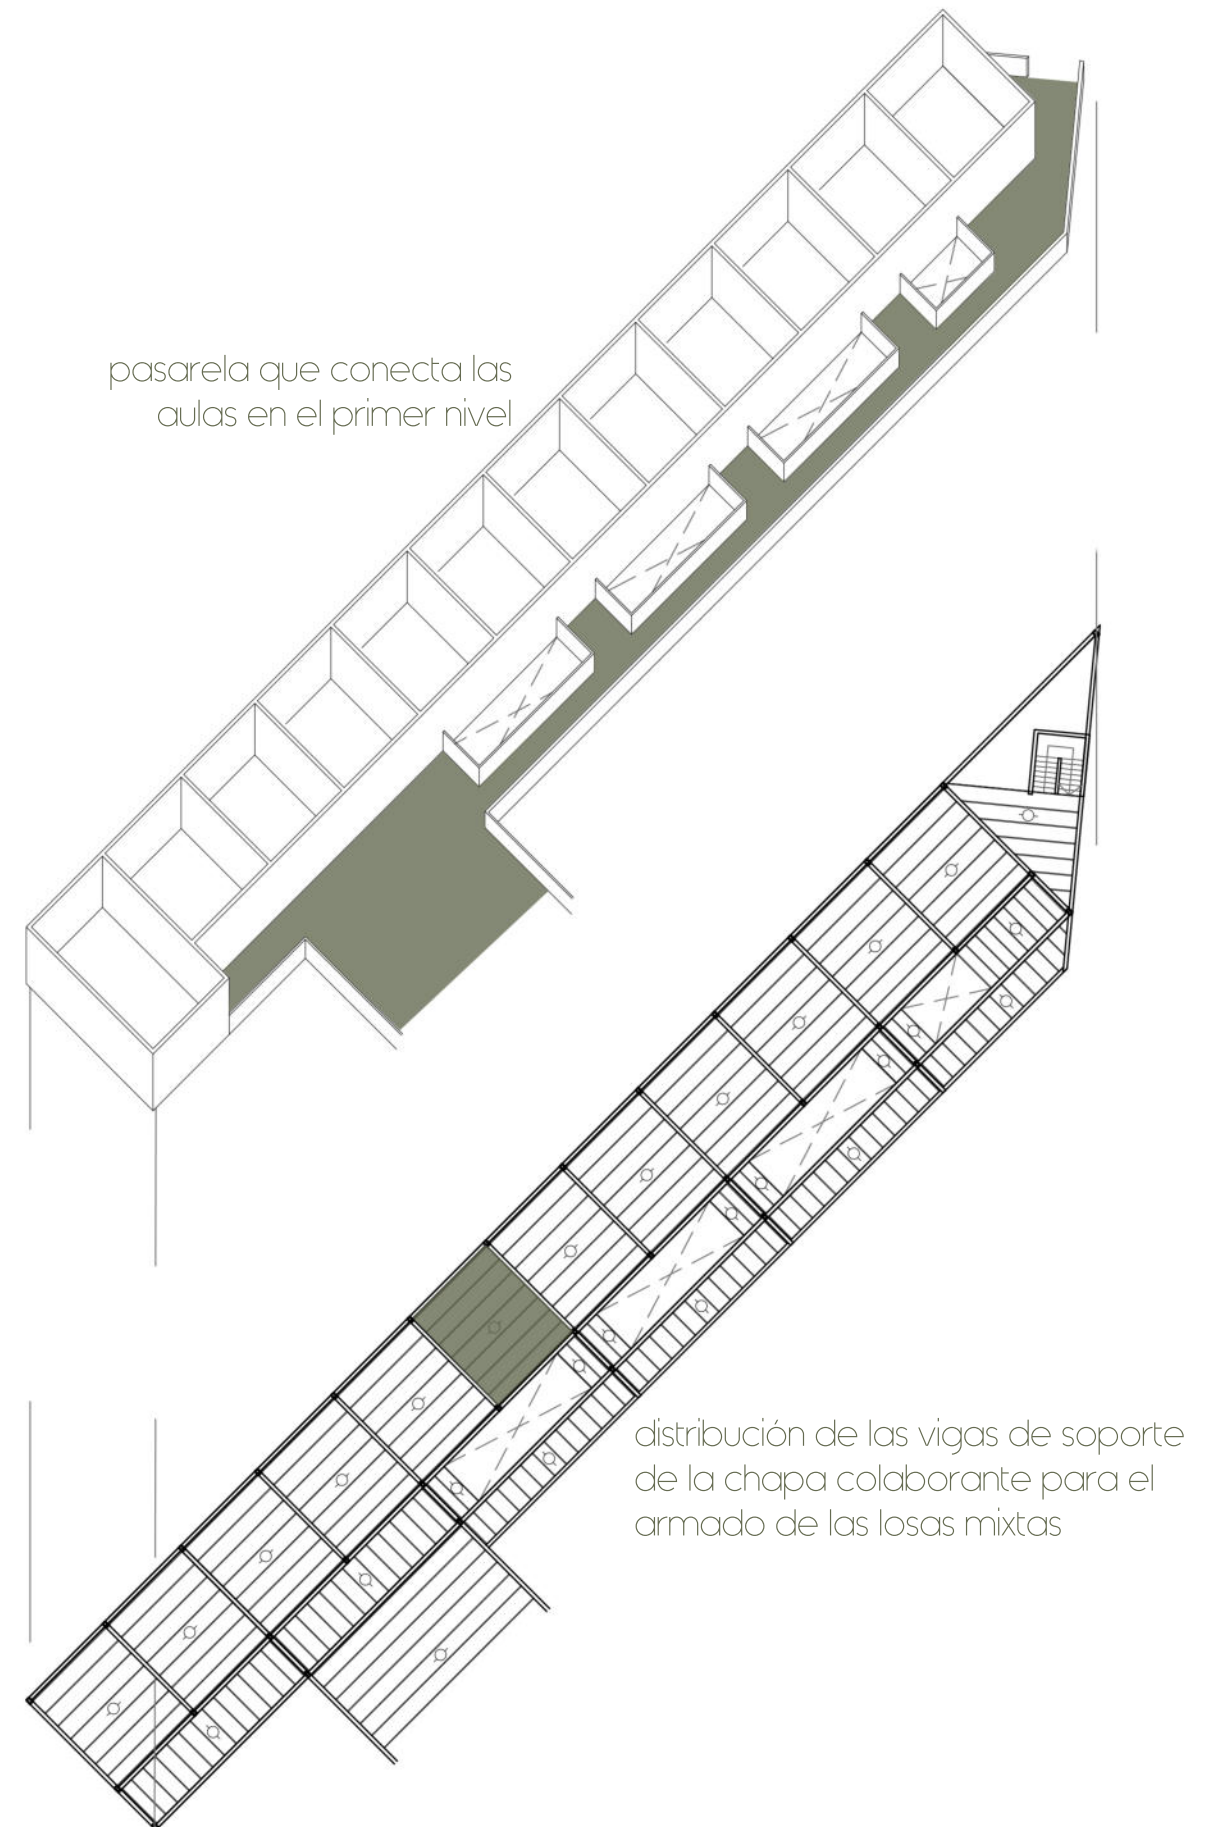 pasarela que conecta las
aulas en el primer nivel
distribución de las vigas de soporte
de la chapa colaborante para el
armado de las losas mixtas